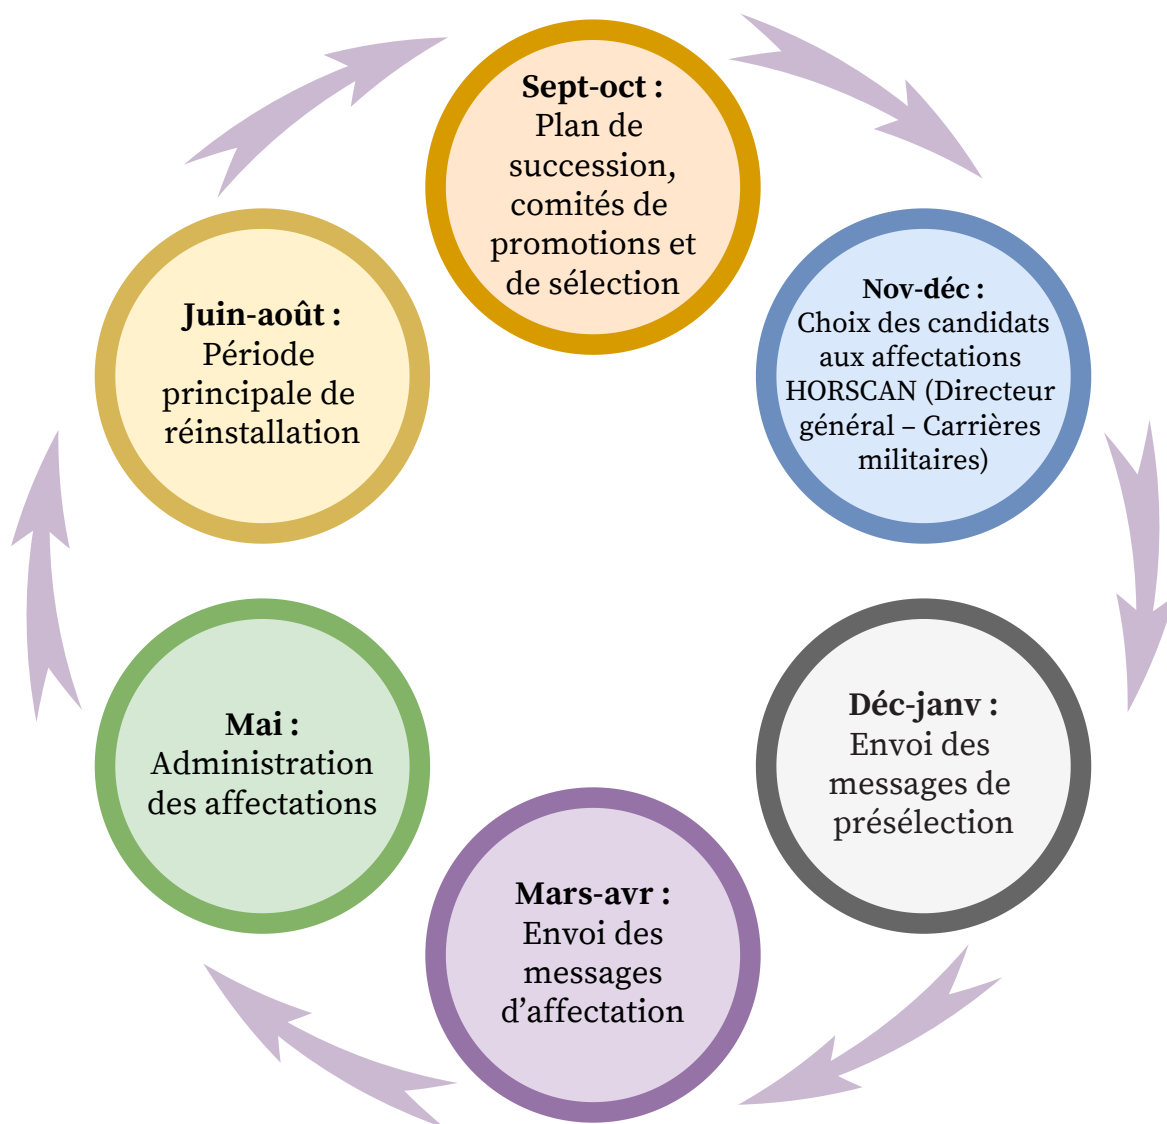 Sept-oct :
Plan de
succession,
comités de
promotions et
de sélection
Nov-déc :
Choix des candidats
aux affectations
HORSCAN (Directeur
général – Carrières
militaires)
Déc-janv :
Envoi des
messages de
présélection
Mars-avr :
Envoi des
messages
d’affectation
Mai :
Administration
des affectations
Juin-août :
Période
principale de
réinstallation